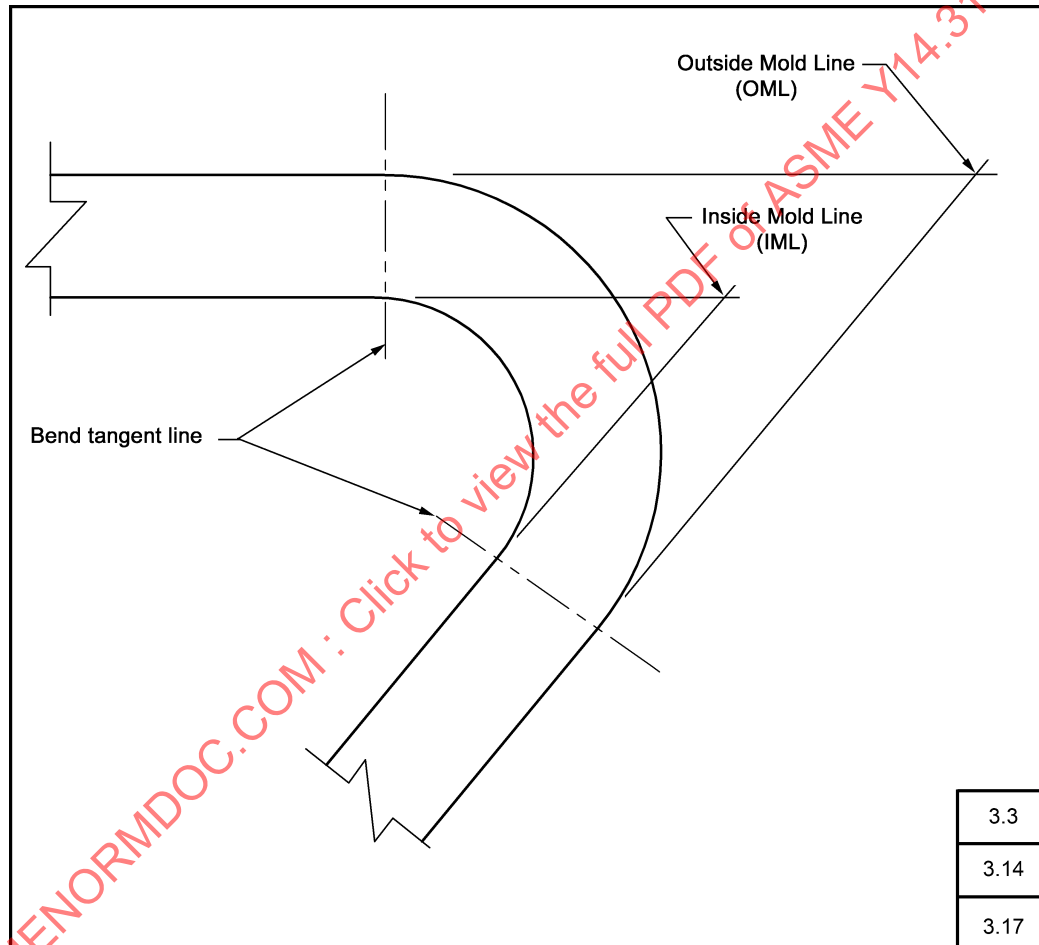 Outside Mold Line
(OML)
Inside Mold Line
(IML)
Bend tangent line
3.3
3.14
3.17
ENORMDOC.COM : Click to view the full PDF of ASME Y14.31